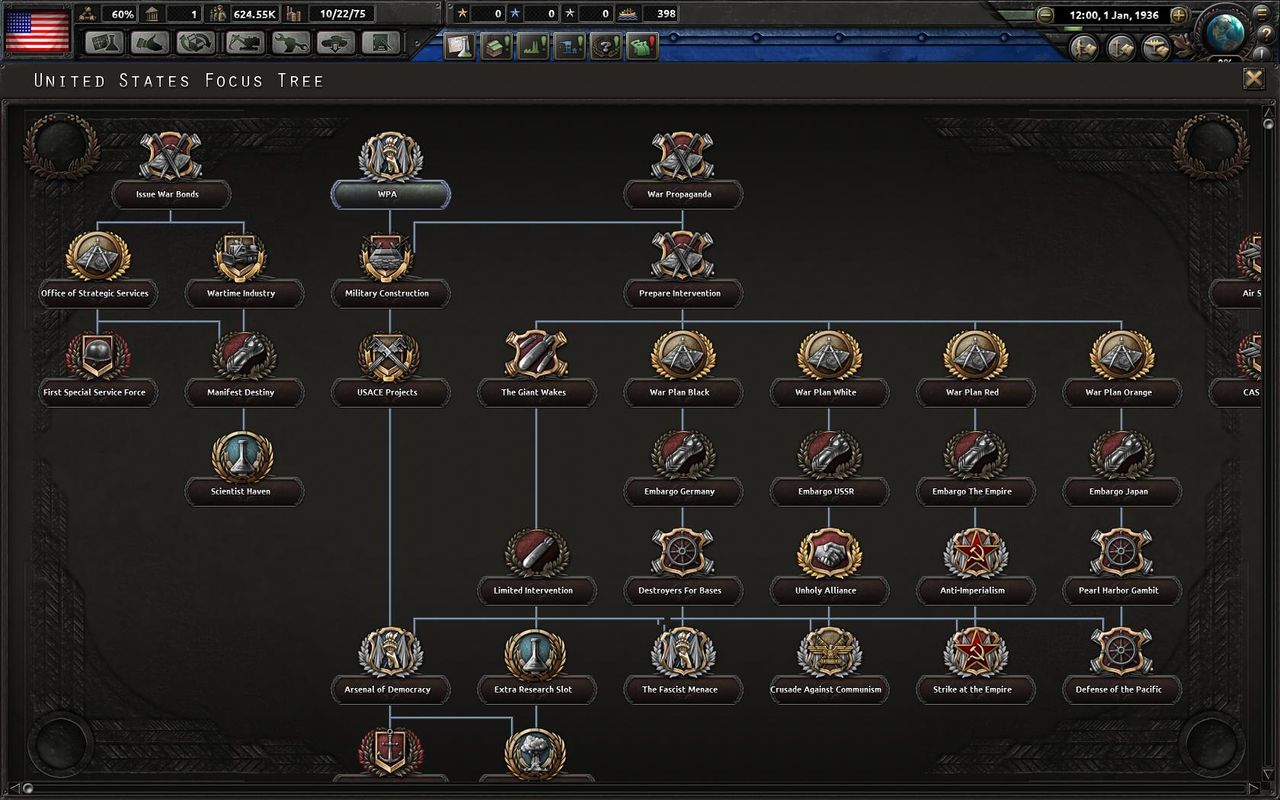 60%
1
624.55K
10/22/75
0
0
0
398
12:00, 1 Jan, 1936
United States Focus Tree
Issue War Bonds
WPA
War Propaganda
Office of Strategic Services
Wartime Industry
Military Construction
Prepare Intervention
Air S
First Special Service Force
Manifest Destiny
USACE Projects
The Giant Wakes
War Plan Black
War Plan White
War Plan Red
War Plan Orange
CAS
Scientist Haven
Embargo Germany
Embargo USSR
Embargo The Empire
Embargo Japan
Limited Intervention
Destroyers For Bases
Unholy Alliance
Anti-Imperialism
Pearl Harbor Gambit
Arsenal of Democracy
Extra Research Slot
The Fascist Menace
Crusade Against Communism
Strike at the Empire
Defense of the Pacific